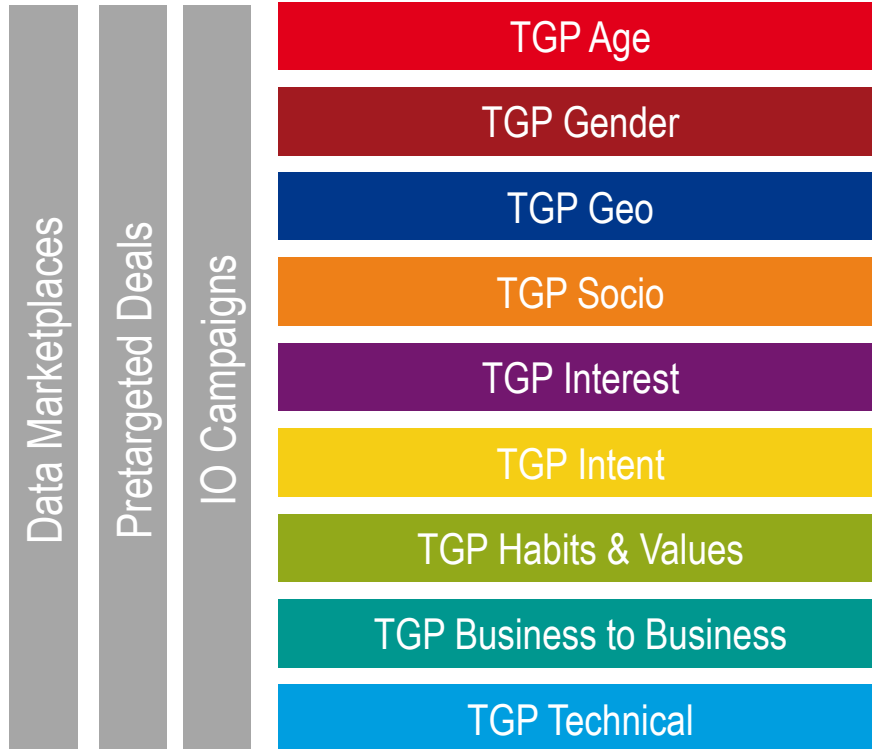 Data Marketplaces
Pretargeted Deals
IO Campaigns
TGP Age
TGP Gender
TGP Geo
TGP Socio
TGP Interest
TGP Intent
TGP Habits & Values
TGP Business to Business
TGP Technical